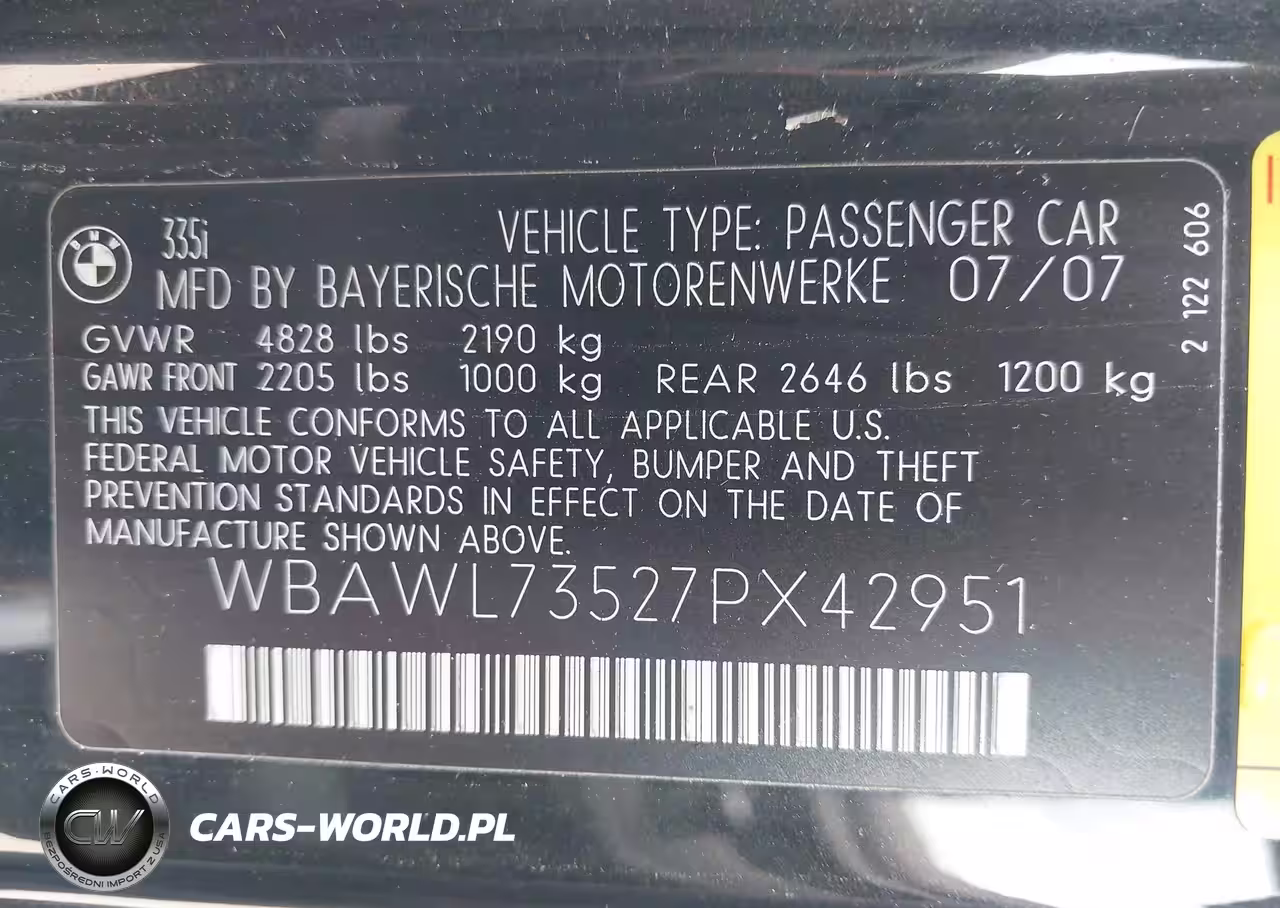 BMW
335i
VEHICLE TYPE: PASSENGER CAR
MFD BY BAYERISCHE MOTORENWERKE 07/07
GVWR 4828 lbs 2190 kg
GAWR FRONT 2205 lbs 1000 kg REAR 2646 lbs 1200 kg
THIS VEHICLE CONFORMS TO ALL APPLICABLE U.S.
FEDERAL MOTOR VEHICLE SAFETY, BUMPER AND THEFT
PREVENTION STANDARDS IN EFFECT ON THE DATE OF
MANUFACTURE SHOWN ABOVE.
WBAWL73527PX42951
2 122 606
CARS-WORLD
CW
BEZPOŚREDNI IMPORT Z USA
CARS-WORLD.PL